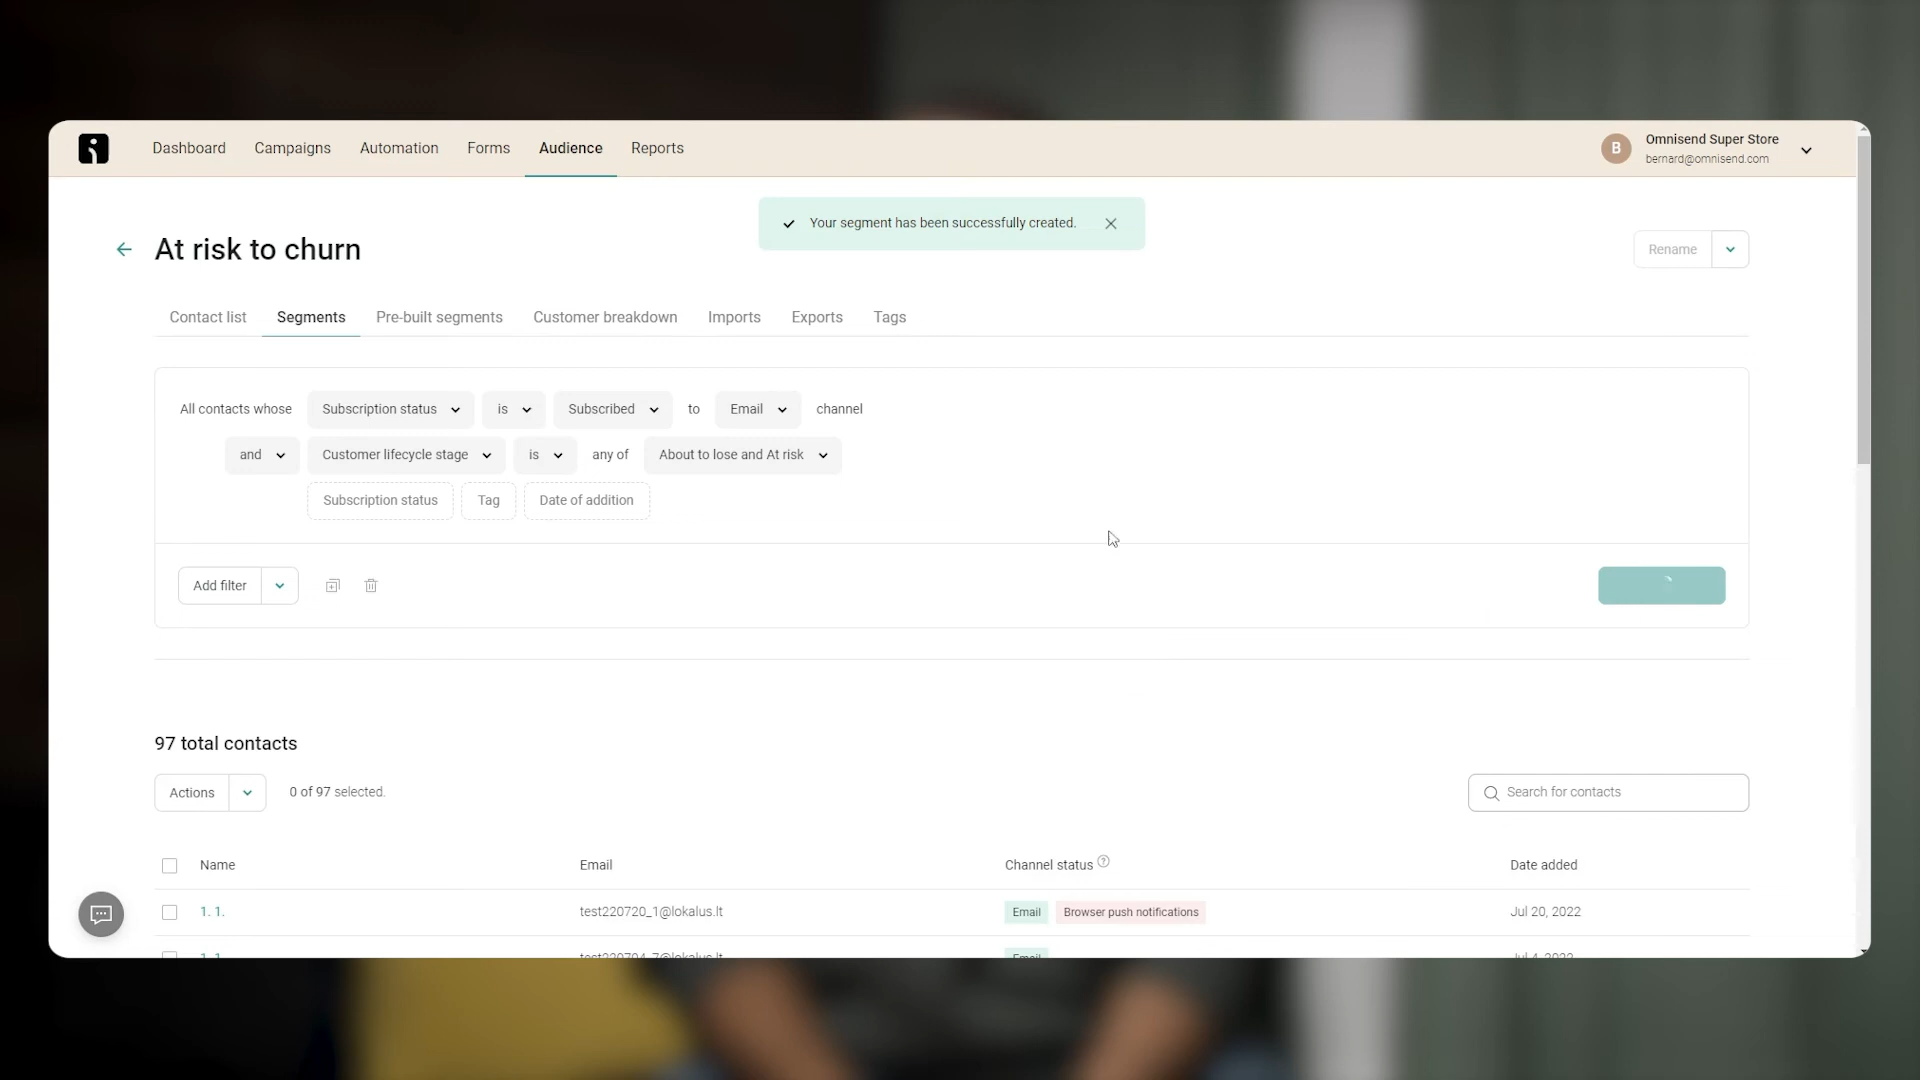 Dashboard Campaigns Automation Forms Audience Reports
B Omnisend Super Store
bernard@omnisend.com
Your segment has been successfully created.
At risk to churn
Rename
Contact list Segments Pre-built segments Customer breakdown Imports Exports Tags
All contacts whose Subscription status is Subscribed to Email channel
and Customer lifecycle stage is any of About to lose and At risk
Subscription status Tag Date of addition
Add filter
97 total contacts
Actions 0 of 97 selected.
Search for contacts
Name Email Channel status ? Date added
1. 1. test220720_1@lokalus.lt Email Browser push notifications Jul 20, 2022
1. 1. test220704_7@lokalus.lt Email Jul 4, 2022